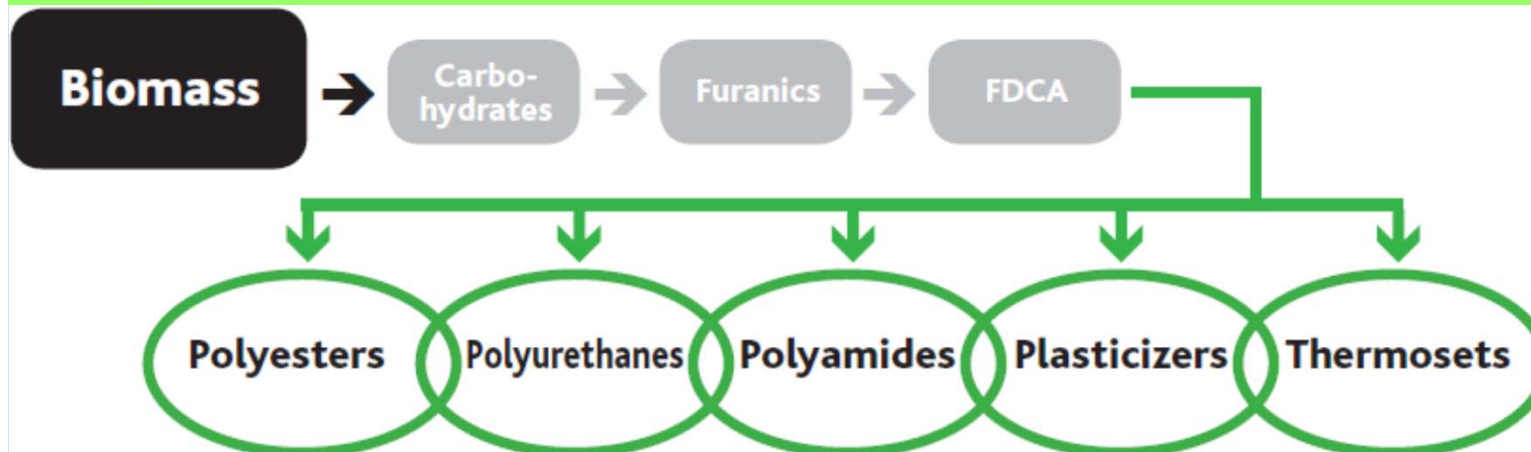 Biomass
Carbo-
hydrates
Furanics
FDCA
Polyesters
Polyurethanes
Polyamides
Plasticizers
Thermosets